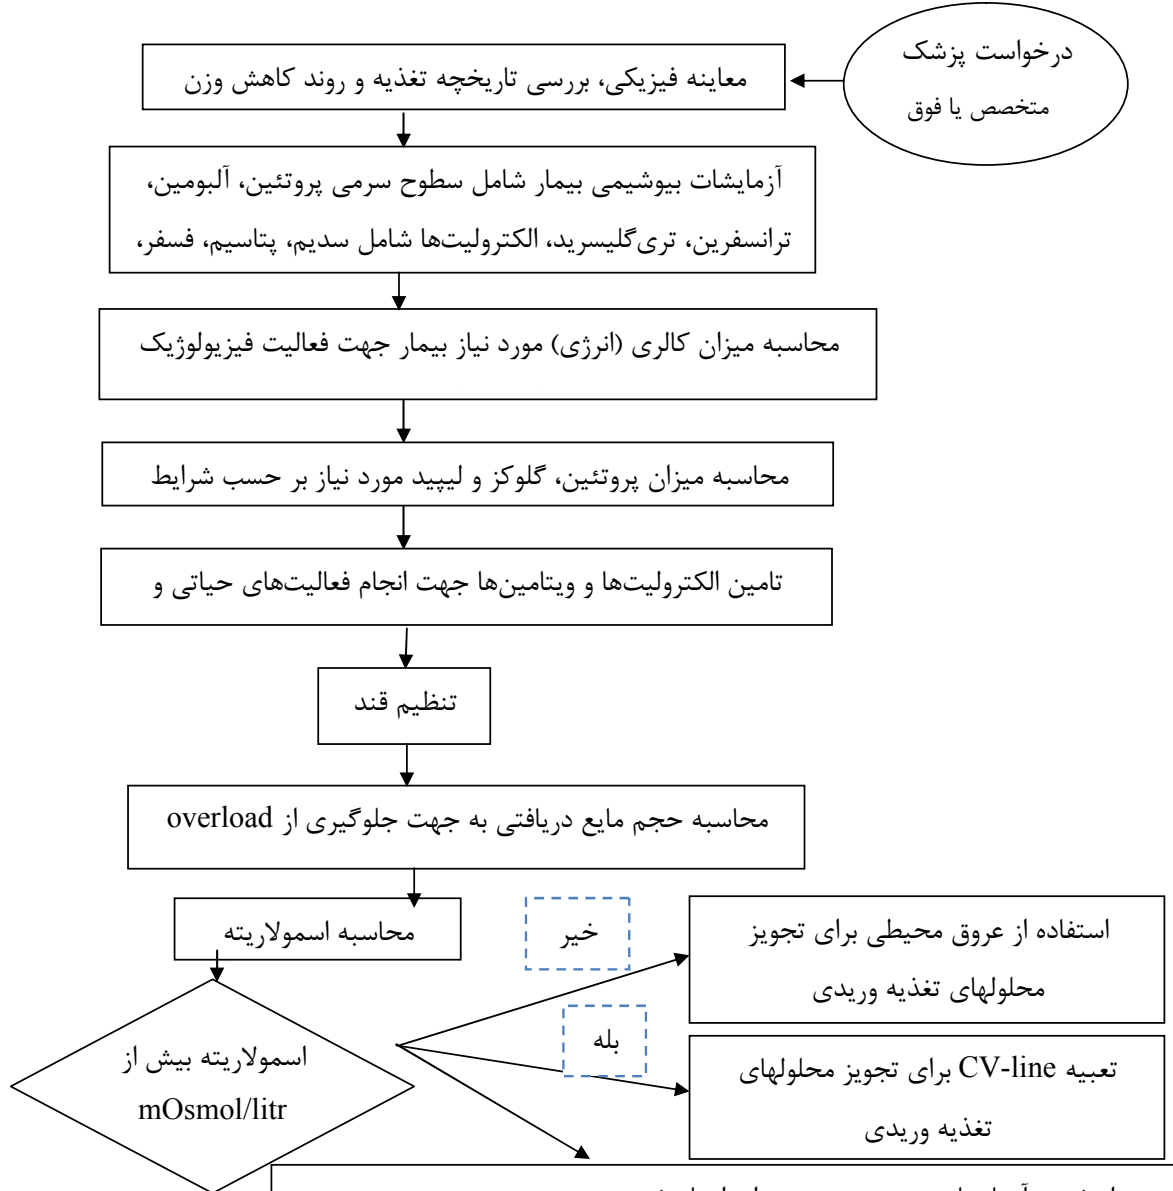 درخواست پزشک
متخصص یا فوق
معاینه فیزیکی، بررسی تاریخچه تغذیه و روند کاهش وزن
آزمایشات بیوشیمی بیمار شامل سطوح سرمی پروتئین، آلبومین،
ترانسفرین، تری‌گلیسرید، الکترولیت‌ها شامل سدیم، پتاسیم، فسفر،
محاسبه میزان کالری (انرژی) مورد نیاز بیمار جهت فعالیت فیزیولوژیک
محاسبه میزان پروتئین، گلوکز و لیپید مورد نیاز بر حسب شرایط
تامین الکترولیت‌ها و ویتامین‌ها جهت انجام فعالیت‌های حیاتی و
تنظیم قند
محاسبه حجم مایع دریافتی به جهت جلوگیری از overload
محاسبه اسمولاریته
خیر
استفاده از عروق محیطی برای تجویز
محلولهای تغذیه وریدی
بله
اسمولاریته بیش از
mOsmol/litr
تعبیه CV-line برای تجویز محلولهای
تغذیه وریدی